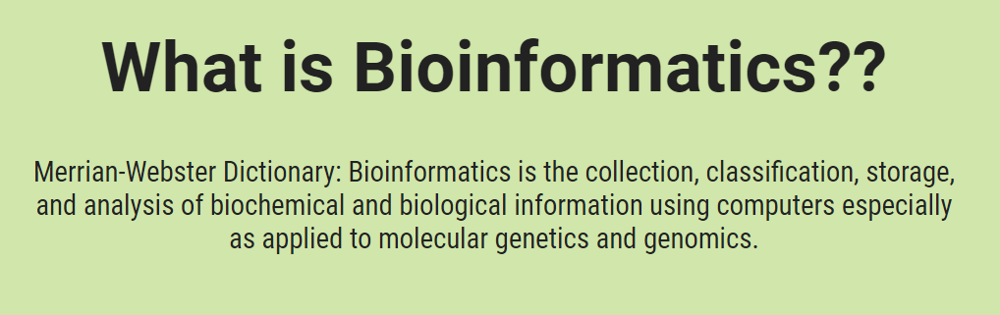 What is Bioinformatics??
Merrian-Webster Dictionary: Bioinformatics is the collection, classification, storage,
and analysis of biochemical and biological information using computers especially
as applied to molecular genetics and genomics.